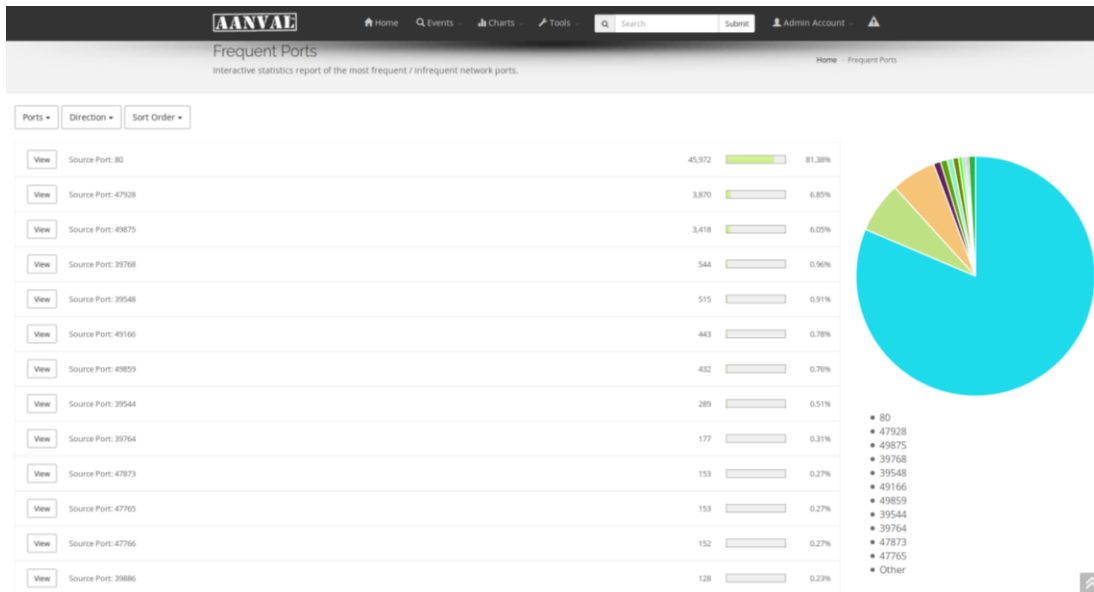 AANVAL
Home Events Charts Tools Search Submit Admin Account
Frequent Ports
Interactive statistics report of the most frequent / infrequent network ports.
Home Frequent Ports
Ports Direction Sort Order
View Source Port: 80 45,972 81.38%
View Source Port: 47928 3,870 6.85%
View Source Port: 49875 3,418 6.05%
View Source Port: 39768 544 0.96%
View Source Port: 39548 515 0.91%
View Source Port: 49166 443 0.78%
View Source Port: 49859 432 0.76%
View Source Port: 39544 289 0.51%
View Source Port: 39764 177 0.31%
View Source Port: 47873 153 0.27%
View Source Port: 47765 153 0.27%
View Source Port: 47766 152 0.27%
View Source Port: 39886 128 0.23%
80
47928
49875
39768
39548
49166
49859
39544
39764
47873
47765
Other